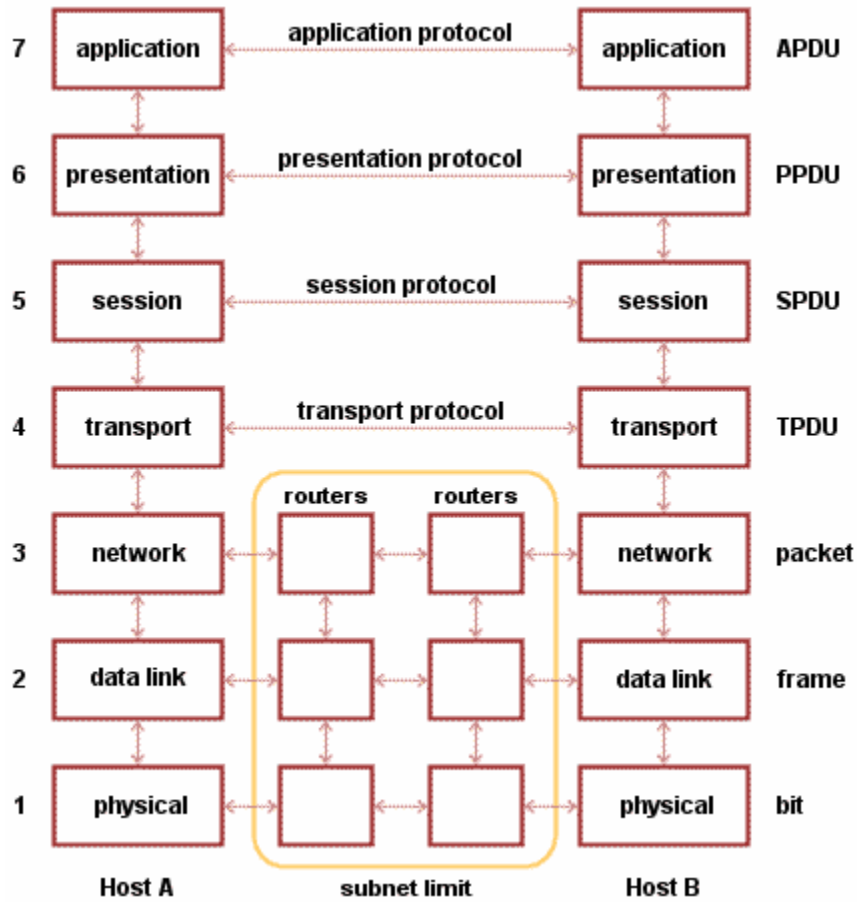 7 application application protocol application APDU
6 presentation presentation protocol presentation PPDU
5 session session protocol session SPDU
4 transport transport protocol transport TPDU
routers routers
3 network network packet
2 data link data link frame
1 physical physical bit
Host A subnet limit Host B